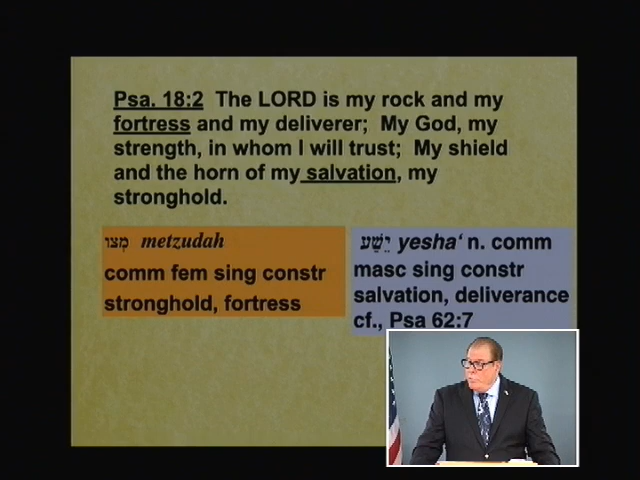 Psa. 18:2 The LORD is my rock and my
fortress and my deliverer; My God, my
strength, in whom I will trust; My shield
and the horn of my salvation, my
stronghold.
מְצוּ metzudah
comm fem sing constr
stronghold, fortress
יֵשַׁע yesha‘ n. comm
masc sing constr
salvation, deliverance
cf., Psa 62:7